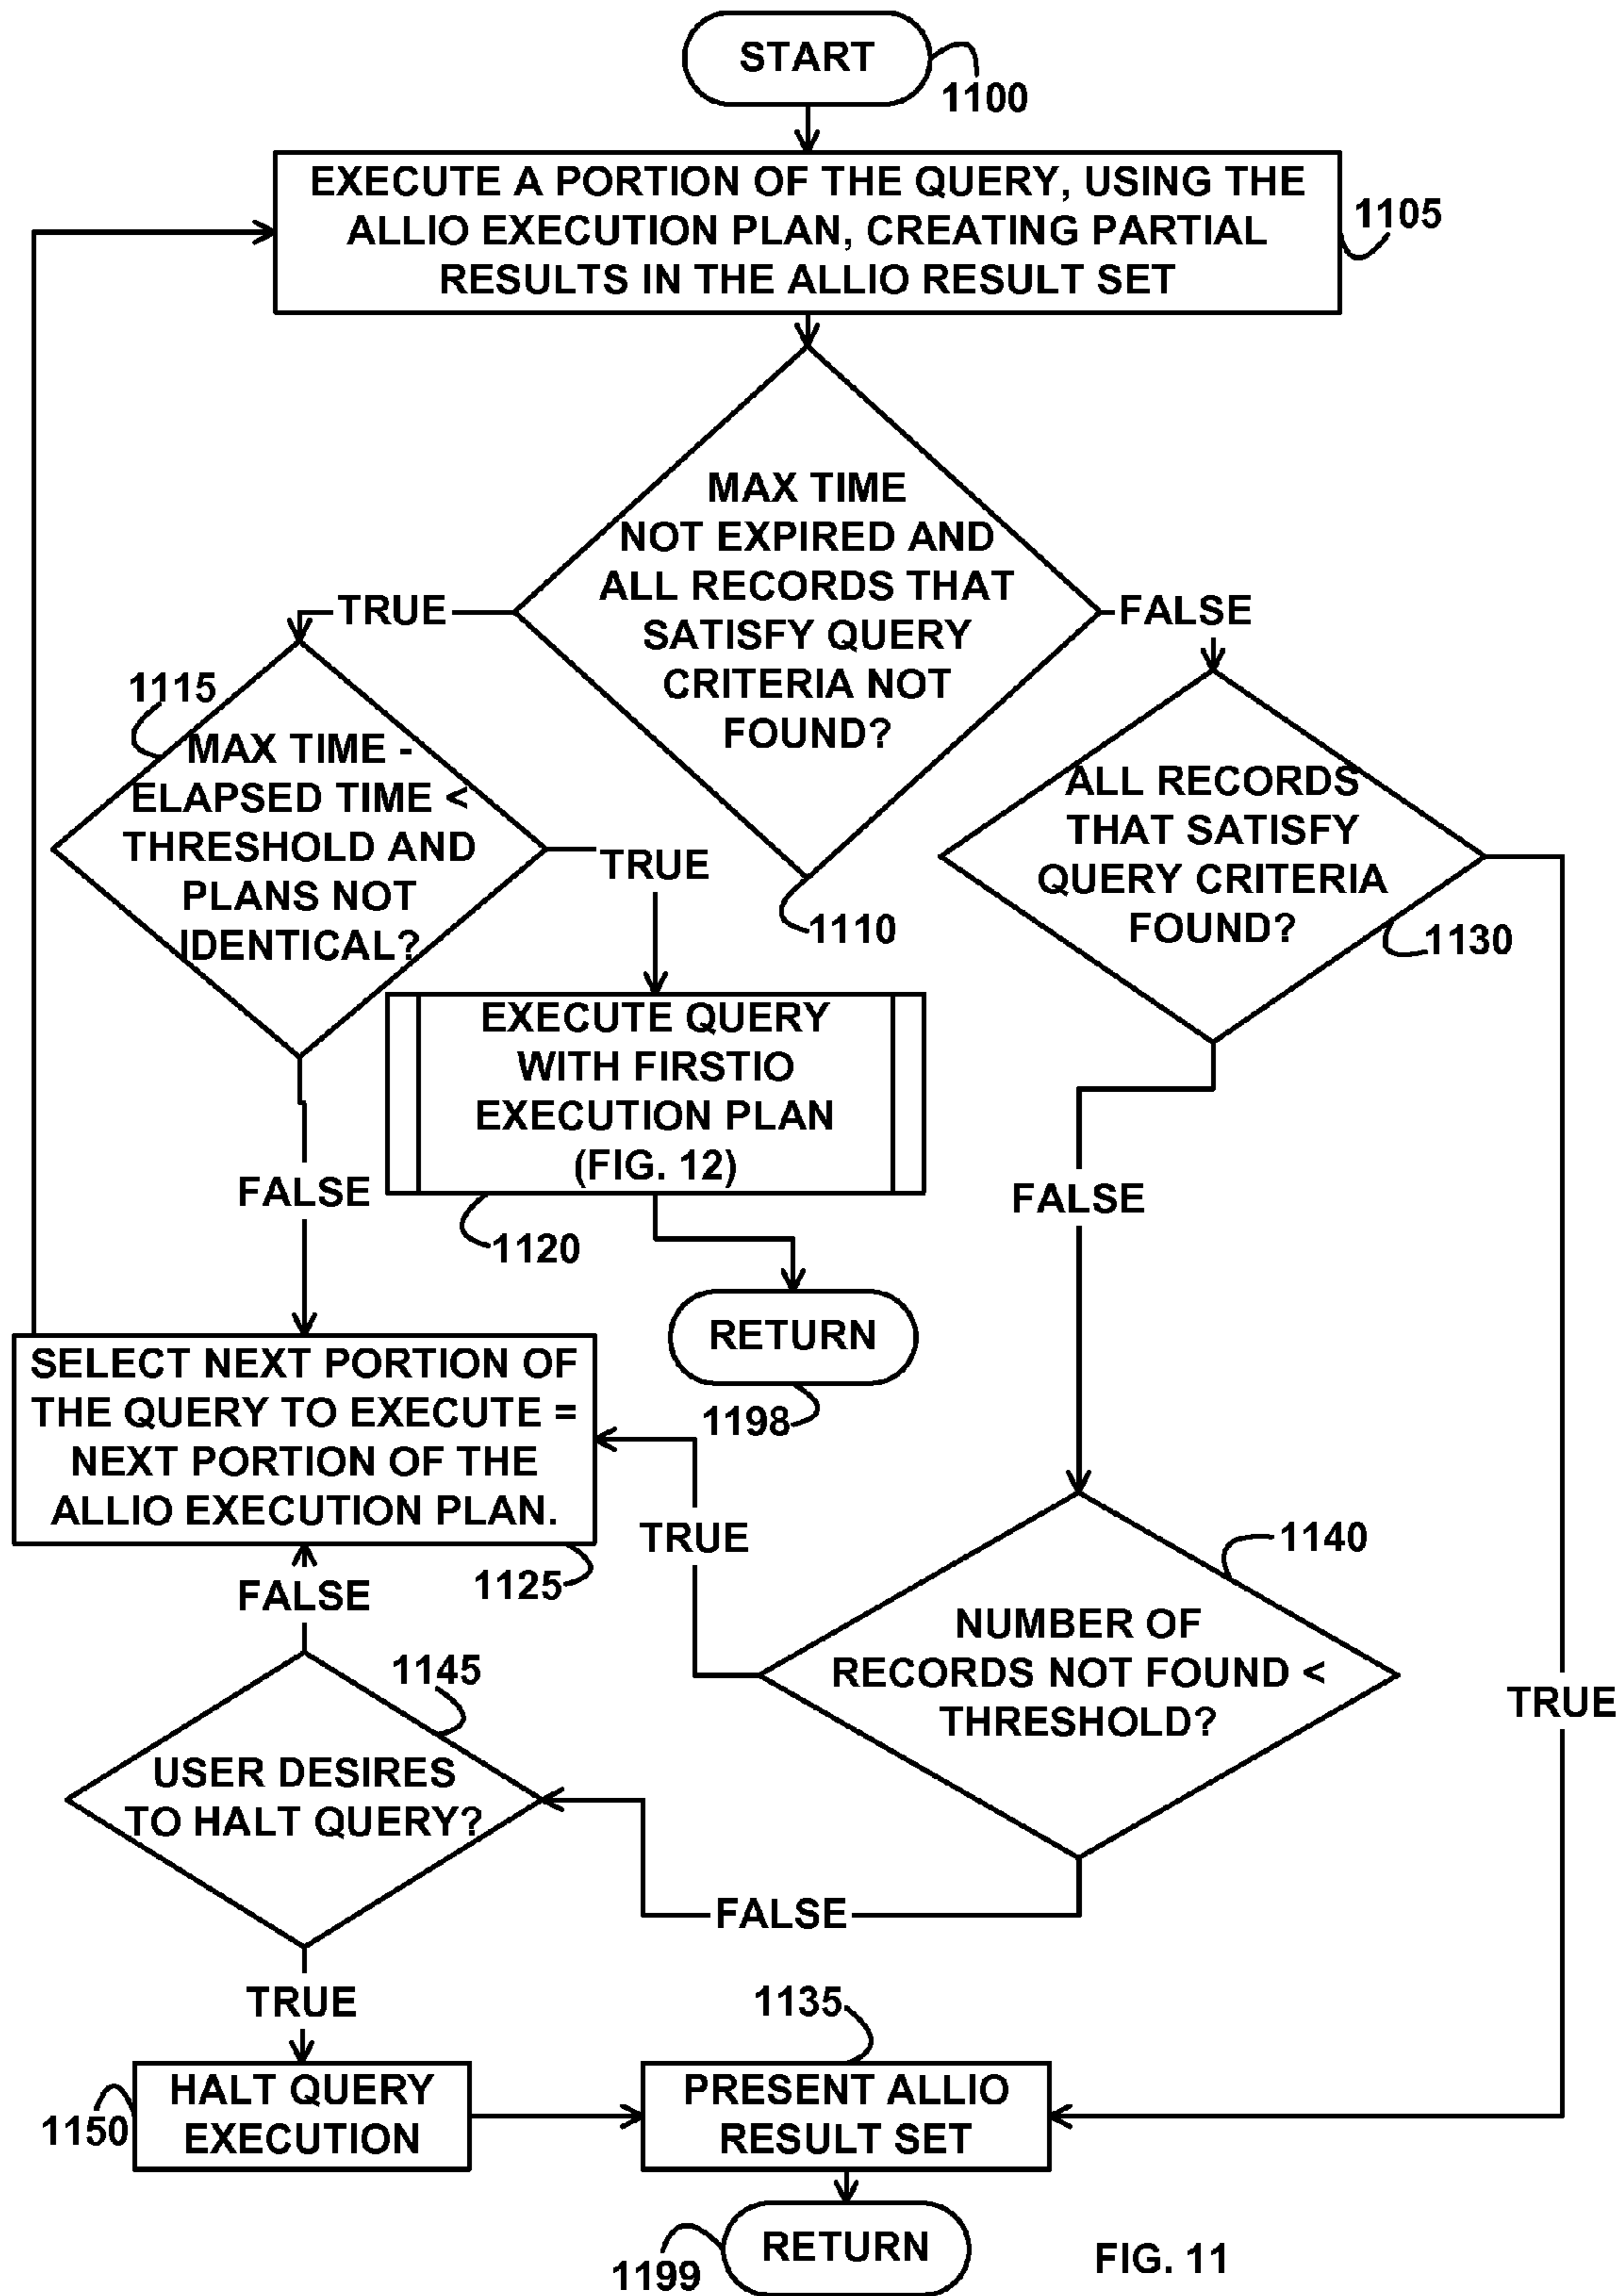 START
1100
EXECUTE A PORTION OF THE QUERY, USING THE
ALLIO EXECUTION PLAN, CREATING PARTIAL
RESULTS IN THE ALLIO RESULT SET
1105
MAX TIME
NOT EXPIRED AND
ALL RECORDS THAT
SATISFY QUERY
CRITERIA NOT
FOUND?
TRUE
FALSE
1110
1115
MAX TIME -
ELAPSED TIME <
THRESHOLD AND
PLANS NOT
IDENTICAL?
TRUE
FALSE
ALL RECORDS
THAT SATISFY
QUERY CRITERIA
FOUND?
1130
EXECUTE QUERY
WITH FIRSTIO
EXECUTION PLAN
(FIG. 12)
1120
FALSE
RETURN
1198
SELECT NEXT PORTION OF
THE QUERY TO EXECUTE =
NEXT PORTION OF THE
ALLIO EXECUTION PLAN.
1125
TRUE
1140
NUMBER OF
RECORDS NOT FOUND <
THRESHOLD?
TRUE
FALSE
1145
USER DESIRES
TO HALT QUERY?
FALSE
TRUE
1150
HALT QUERY
EXECUTION
1135
PRESENT ALLIO
RESULT SET
RETURN
1199
FIG. 11